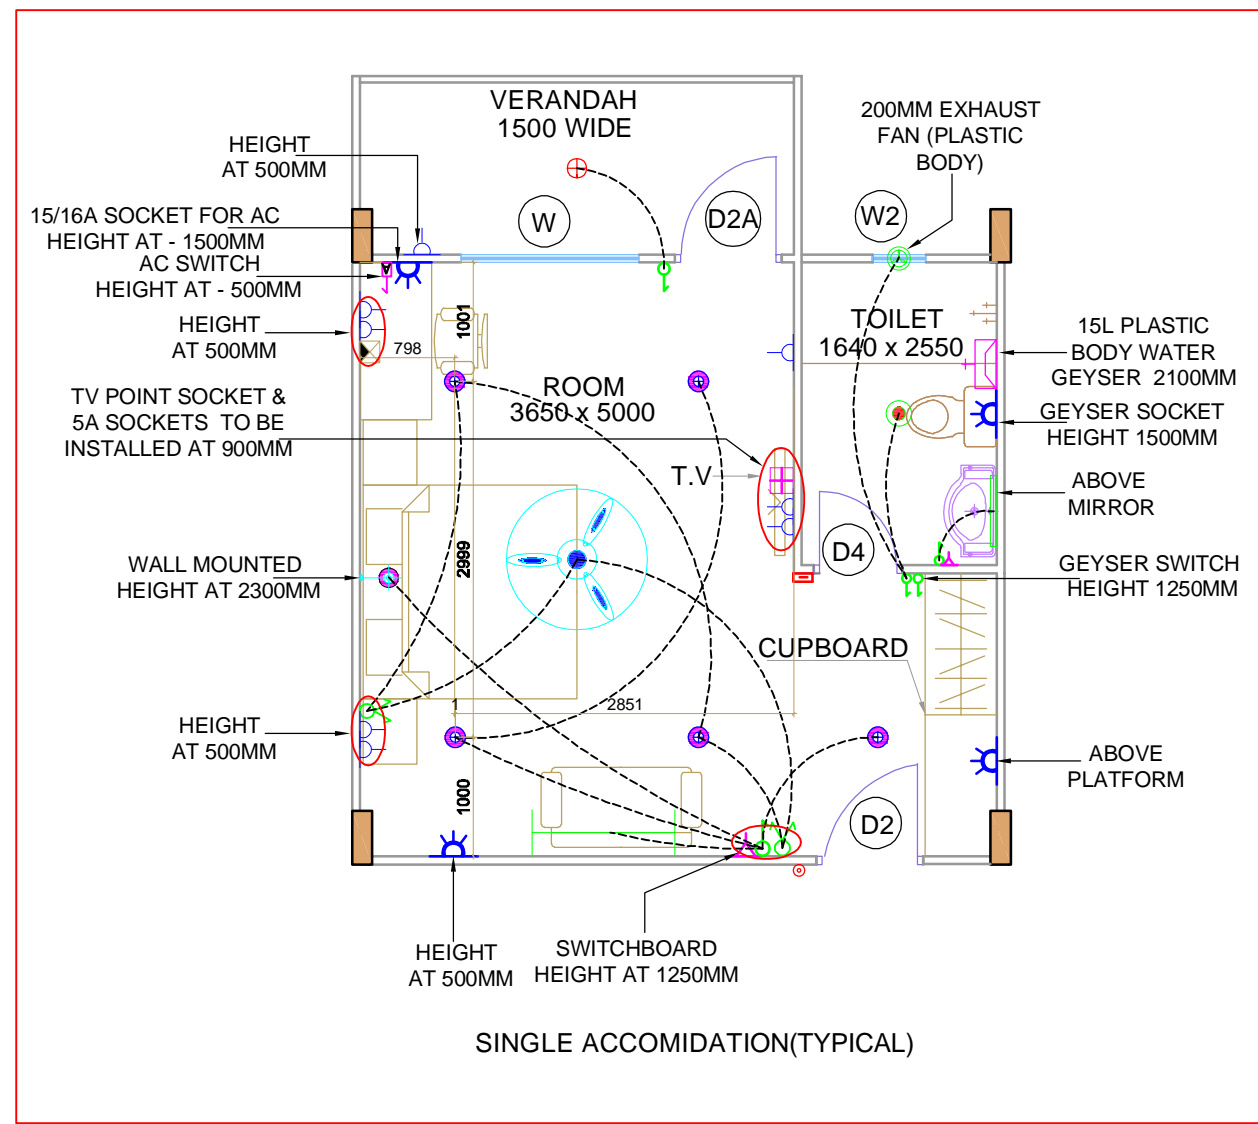 VERANDAH
1500 WIDE
200MM EXHAUST
FAN (PLASTIC
BODY)
HEIGHT
AT 500MM
15/16A SOCKET FOR AC
HEIGHT AT - 1500MM
AC SWITCH
HEIGHT AT - 500MM
W
D2A
W2
A
HEIGHT
AT 500MM
1001
798
TOILET
1640 x 2550
15L PLASTIC
BODY WATER
GEYSER 2100MM
ROOM
3650 x 5000
TV POINT SOCKET &
5A SOCKETS TO BE
INSTALLED AT 900MM
GEYSER SOCKET
HEIGHT 1500MM
T.V
ABOVE
MIRROR
2999
D4
WALL MOUNTED
HEIGHT AT 2300MM
GEYSER SWITCH
HEIGHT 1250MM
CUPBOARD
1
2851
HEIGHT
AT 500MM
ABOVE
PLATFORM
1000
D2
HEIGHT
AT 500MM
SWITCHBOARD
HEIGHT AT 1250MM
SINGLE ACCOMIDATION(TYPICAL)